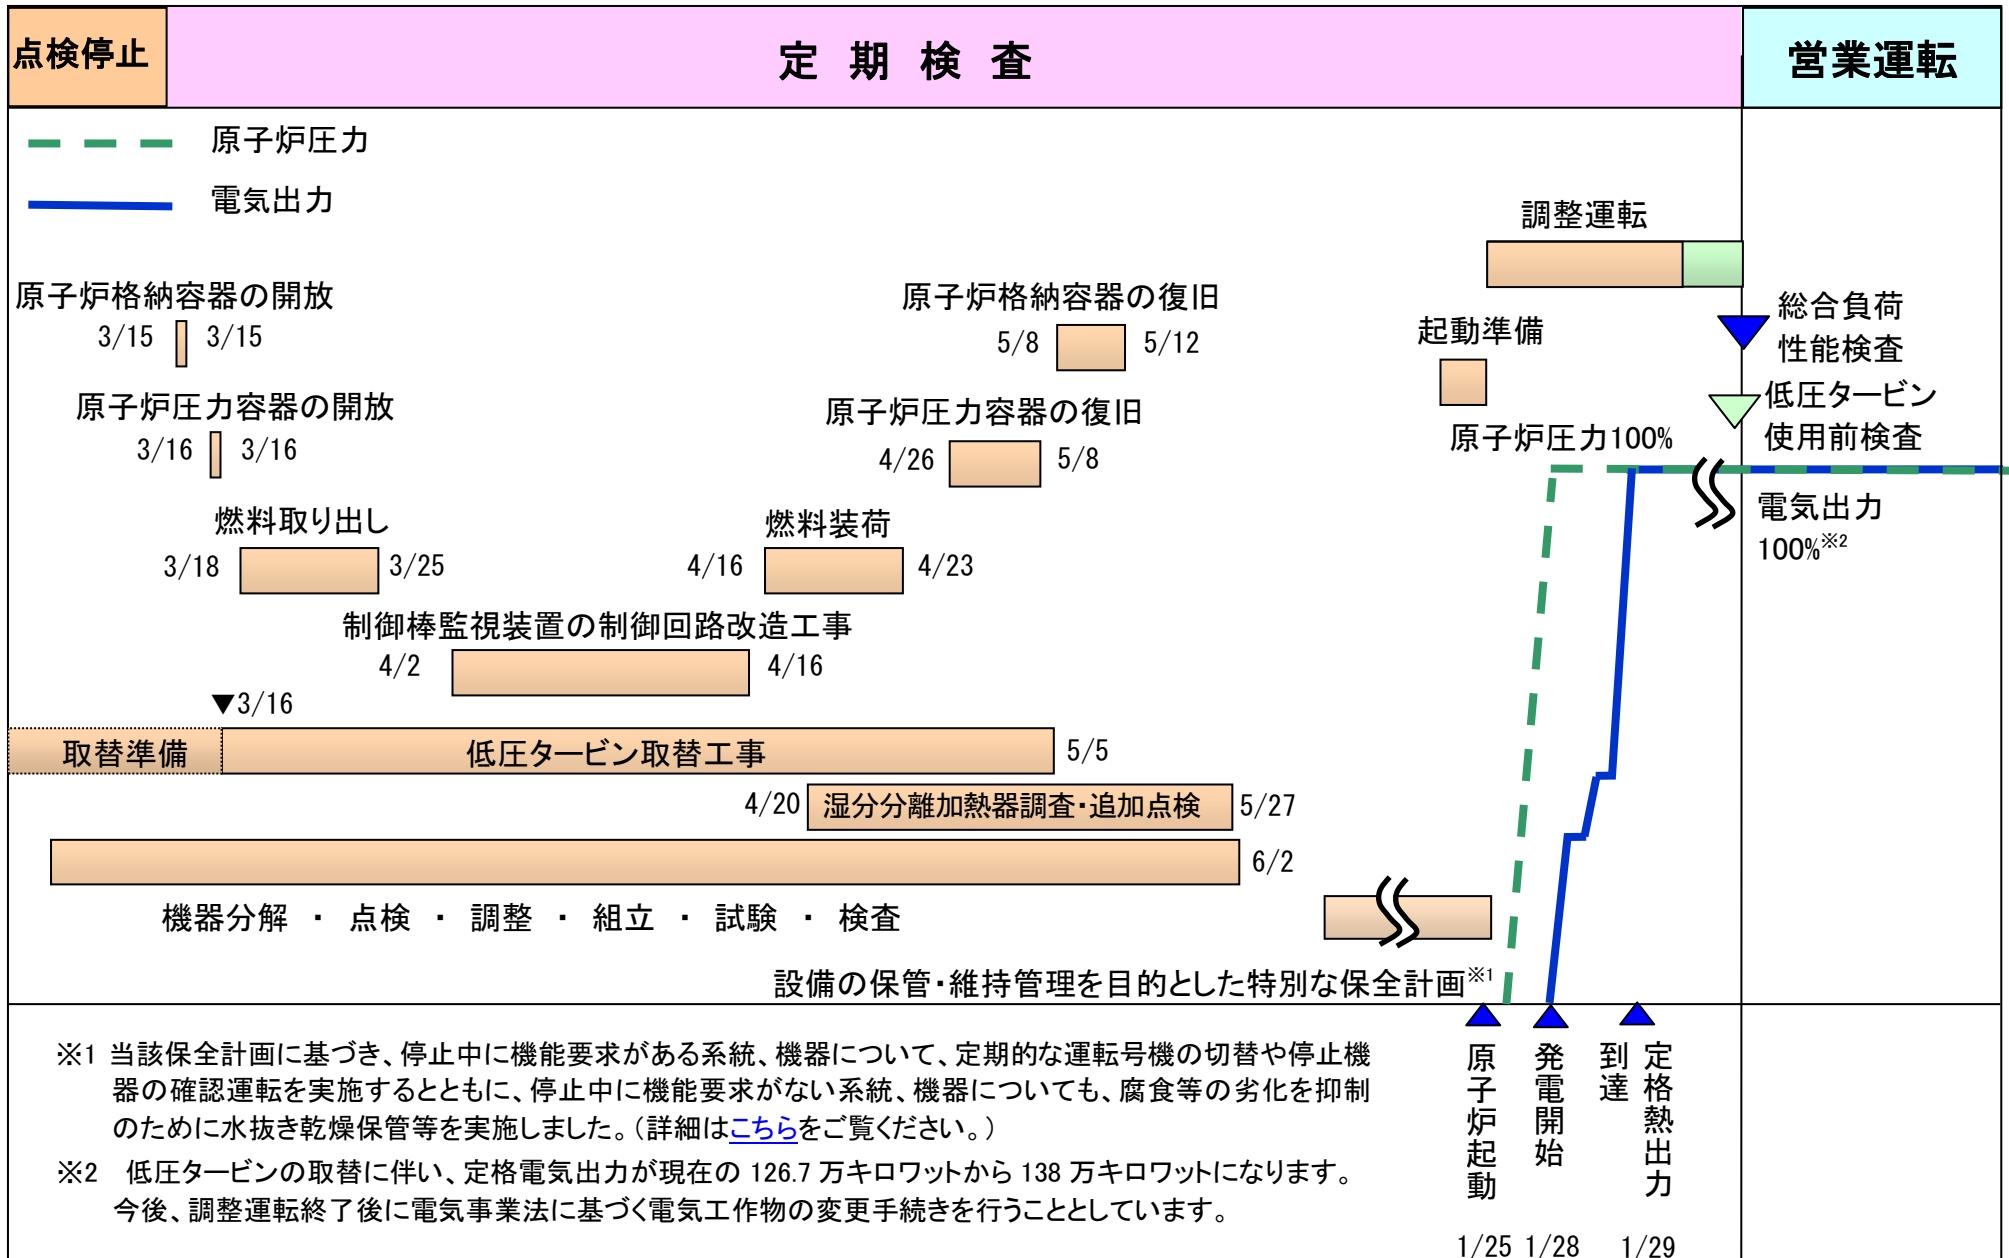 点検停止
定期検査
営業運転
原子炉圧力
電気出力
調整運転
原子炉格納容器の開放
3/15 3/15
原子炉格納容器の復旧
5/8 5/12
起動準備
総合負荷
性能検査
原子炉圧力容器の開放
3/16 3/16
原子炉圧力容器の復旧
4/26 5/8
低圧タービン
使用前検査
原子炉圧力100%
燃料取り出し
3/18 3/25
燃料装荷
4/16 4/23
電気出力
100%※2
制御棒監視装置の制御回路改造工事
4/2 4/16
▼3/16
取替準備
低圧タービン取替工事
5/5
4/20 湿分分離加熱器調査・追加点検 5/27
6/2
機器分解 ・ 点検 ・ 調整 ・ 組立 ・ 試験 ・ 検査
設備の保管・維持管理を目的とした特別な保全計画※1
※1 当該保全計画に基づき、停止中に機能要求がある系統、機器について、定期的な運転号機の切替や停止機
器の確認運転を実施するとともに、停止中に機能要求がない系統、機器についても、腐食等の劣化を抑制
のために水抜き乾燥保管等を実施しました。（詳細はこちらをご覧ください。）
※2 低圧タービンの取替に伴い、定格電気出力が現在の 126.7 万キロワットから 138 万キロワットになります。
今後、調整運転終了後に電気事業法に基づく電気工作物の変更手続きを行うこととしています。
原子炉起動
1/25
発電開始
1/28
定格熱出力
到達
1/29